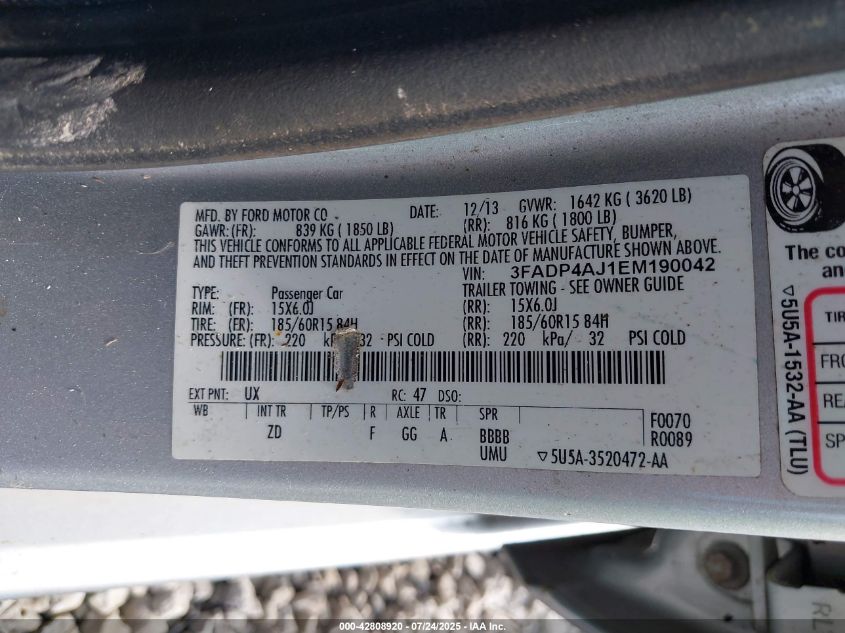 MFD. BY FORD MOTOR CO DATE: 12/13 GVWR: 1642 KG ( 3620 LB)
GAWR: (FR): 839 KG ( 1850 LB) (RR): 816 KG ( 1800 LB)
THIS VEHICLE CONFORMS TO ALL APPLICABLE FEDERAL MOTOR VEHICLE SAFETY, BUMPER,
AND THEFT PREVENTION STANDARDS IN EFFECT ON THE DATE OF MANUFACTURE SHOWN ABOVE.
VIN: 3FADP4AJ1EM190042
TYPE: Passenger Car TRAILER TOWING - SEE OWNER GUIDE
RIM: (FR): 15X6.0J (RR): 15X6.0J
TIRE: (FR): 185/60R15 84H (RR): 185/60R15 84H
PRESSURE: (FR): 220 kPa/ 32 PSI COLD (RR): 220 kPa/ 32 PSI COLD
EXT PNT: UX RC: 47 DSO:
WB INT TR TP/PS R AXLE TR SPR
ZD F GG A BBBB
UMU
F0070
R0089
▽5U5A-3520472-AA
▽5U5A-1532-AA (TLU)
The co
an
TIR
FRO
REA
SP
RL
000-42808920 - 07/24/2025 - IAA Inc.